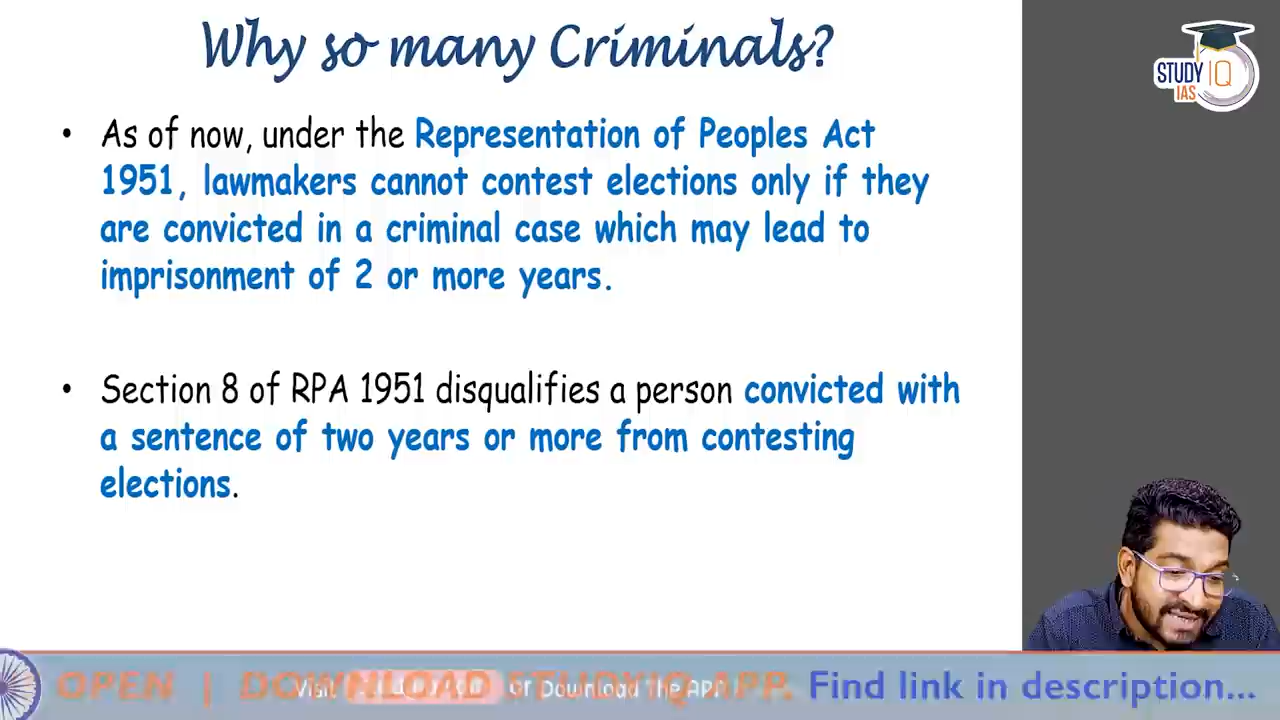 Why so many Criminals?
STUDY IQ
IAS
• As of now, under the Representation of Peoples Act
1951, lawmakers cannot contest elections only if they
are convicted in a criminal case which may lead to
imprisonment of 2 or more years.
• Section 8 of RPA 1951 disqualifies a person convicted with
a sentence of two years or more from contesting
elections.
OPEN | DOWNLOAD STUDYIQ APP. Find link in description...
Visit or Download The APP